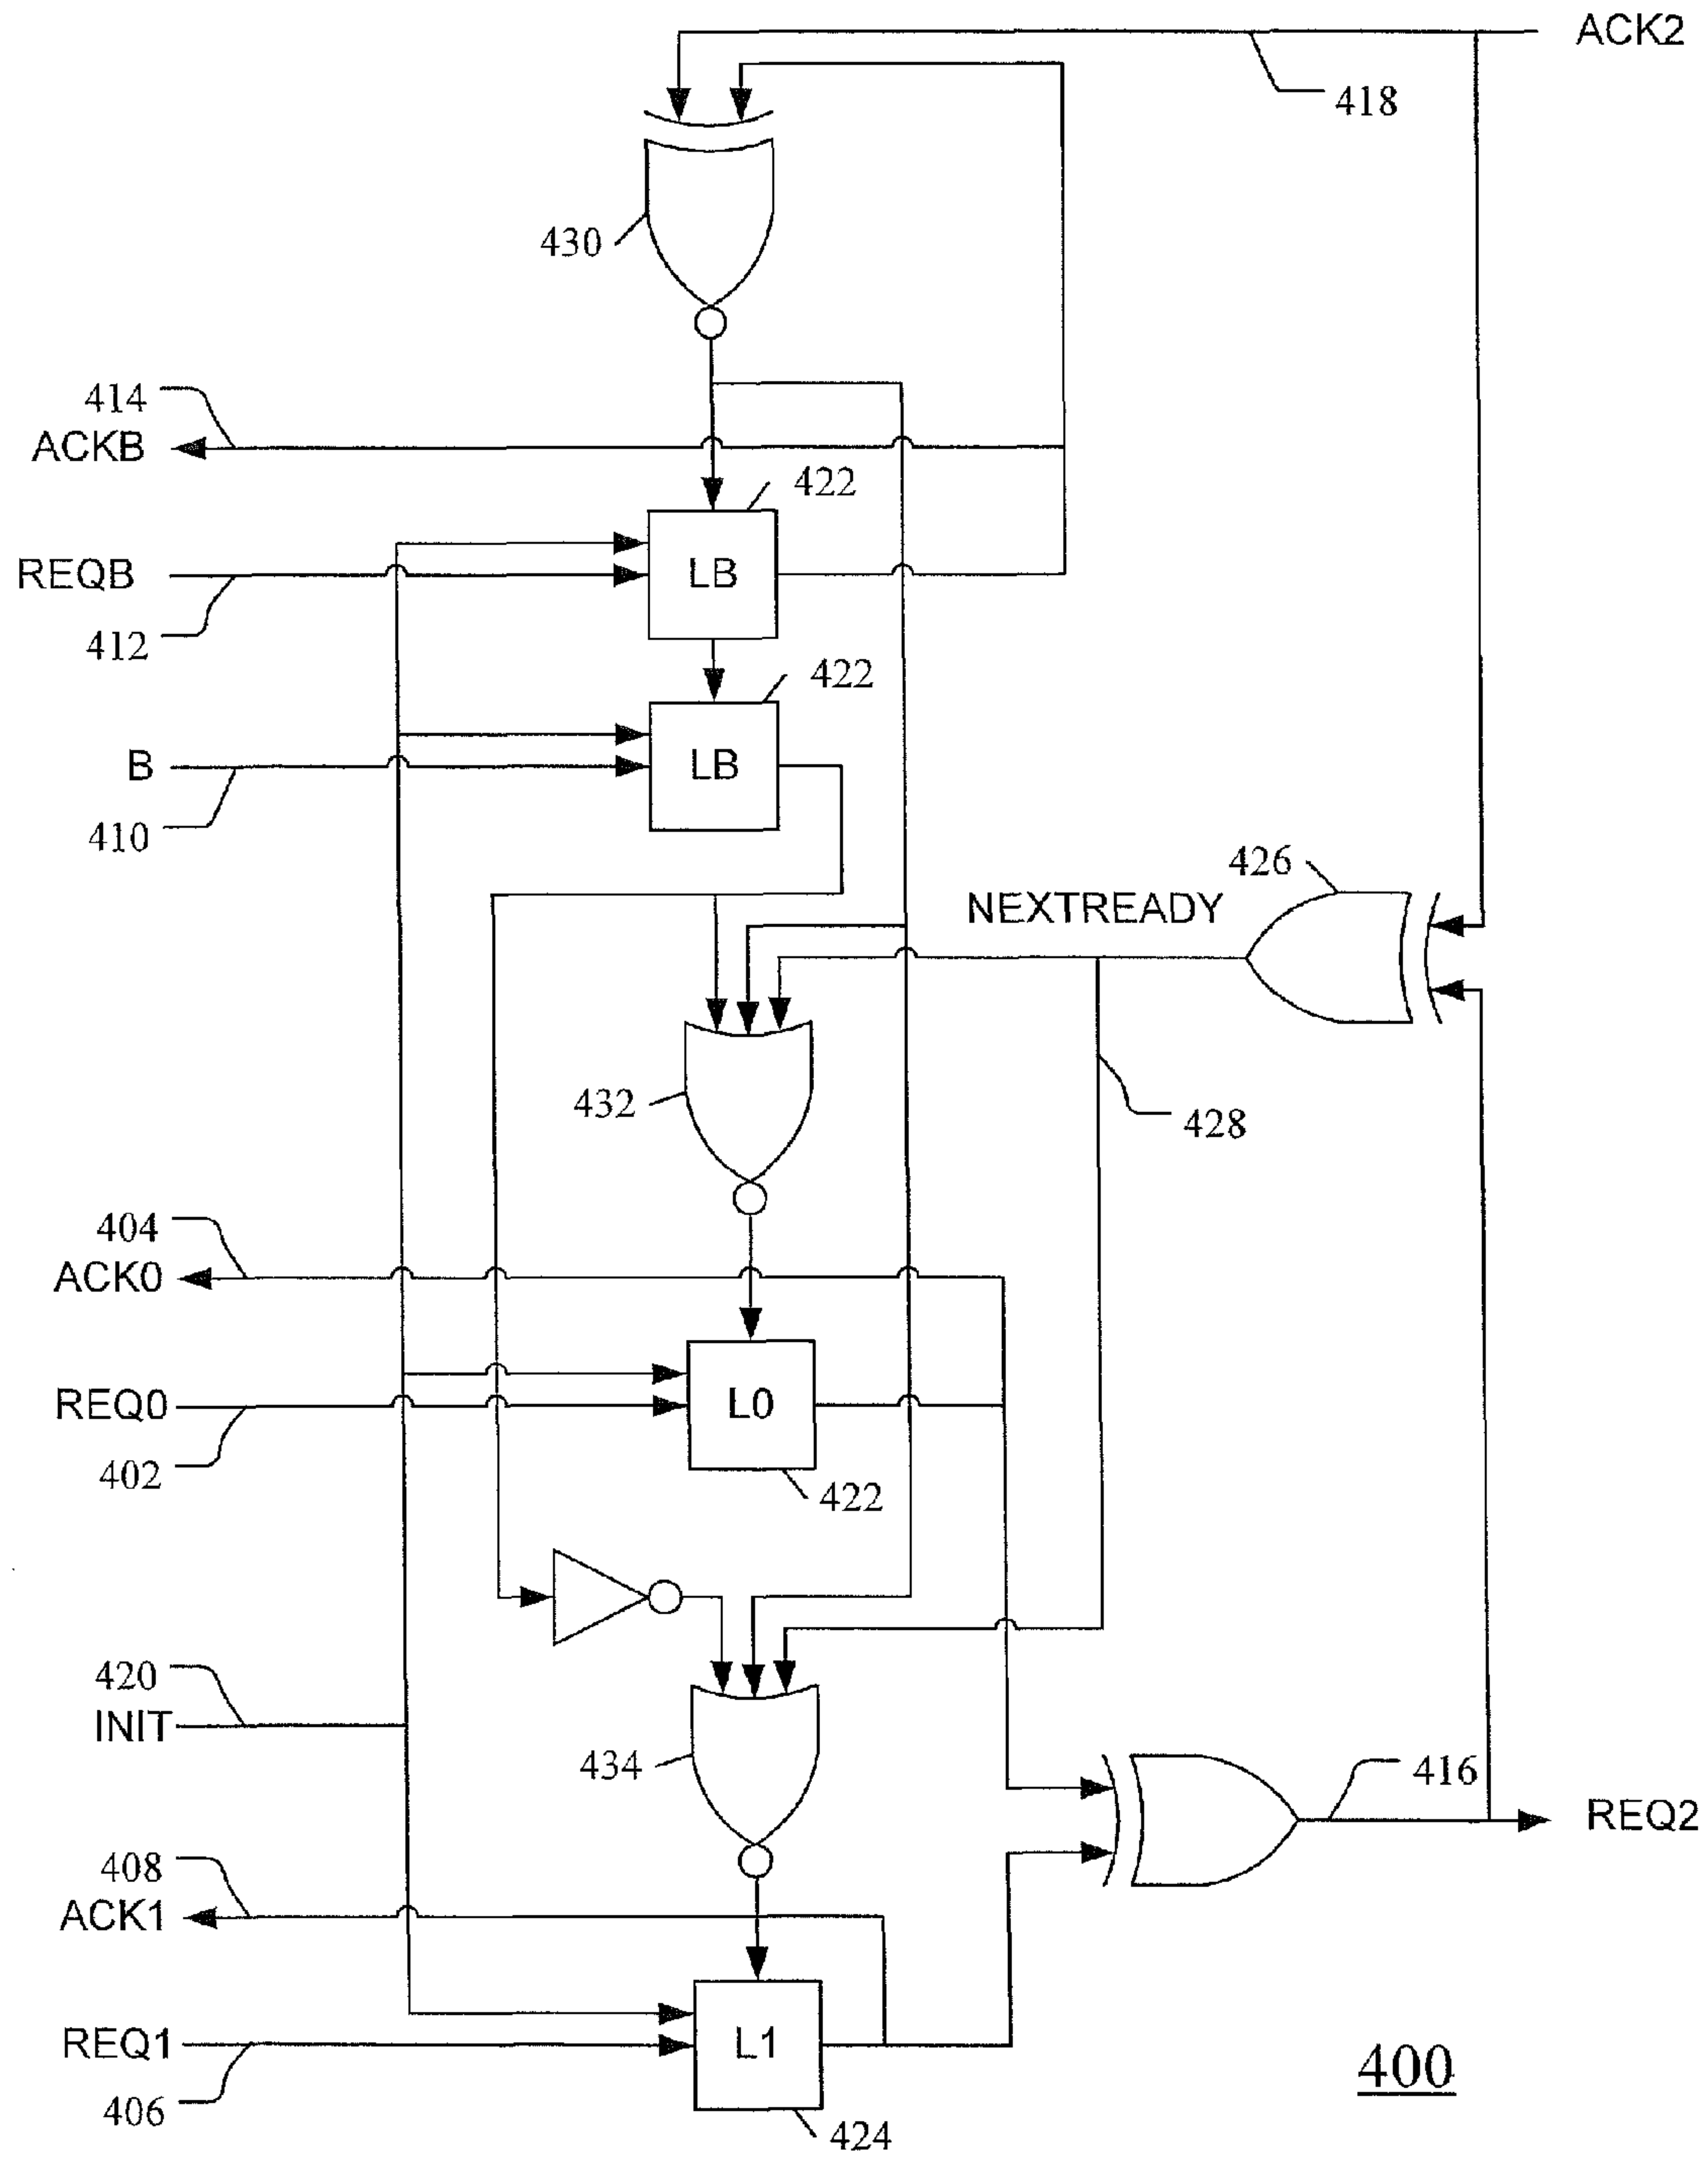 ACK2
418
430
414
ACKB
422
REQB
LB
412
422
B
LB
410
426
NEXTREADY
432
428
404
ACK0
REQ0
L0
402
422
420
INIT
434
416
REQ2
408
ACK1
REQ1
L1
400
406
424